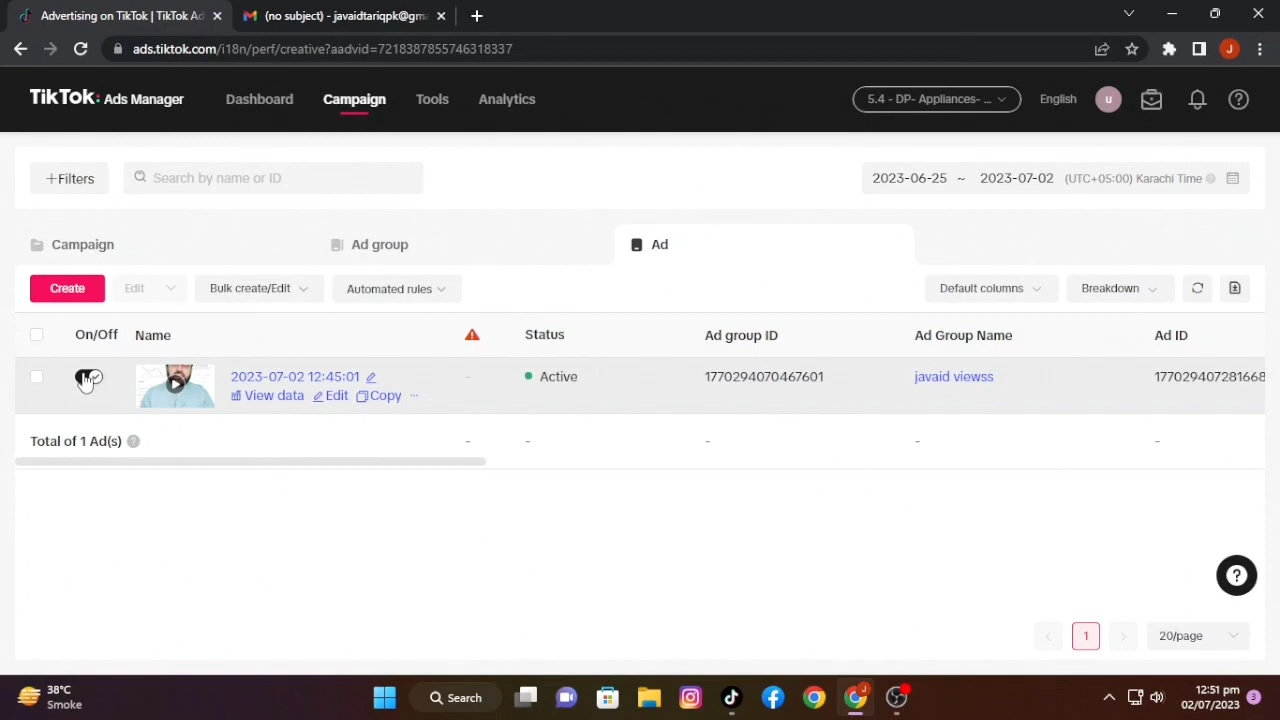 Advertising on TikTok | TikTok Ad
(no subject) - javaidtariqpk@gm
ads.tiktok.com/i18n/perf/creative?aadvid=7218387855746318337
J
TikTok: Ads Manager
Dashboard
Campaign
Tools
Analytics
5.4 - DP- Appliances- ...
English
U
+Filters
Search by name or ID
2023-06-25 ~ 2023-07-02 (UTC+05:00) Karachi Time
Campaign
Ad group
Ad
Create
Edit
Bulk create/Edit
Automated rules
Default columns
Breakdown
On/Off
Name
Status
Ad group ID
Ad Group Name
Ad ID
2023-07-02 12:45:01
Active
1770294070467601
javaid viewss
177029407281668
View data Edit Copy ...
Total of 1 Ad(s)
1
20/page
38°C
Smoke
Search
12:51 pm
02/07/2023
3